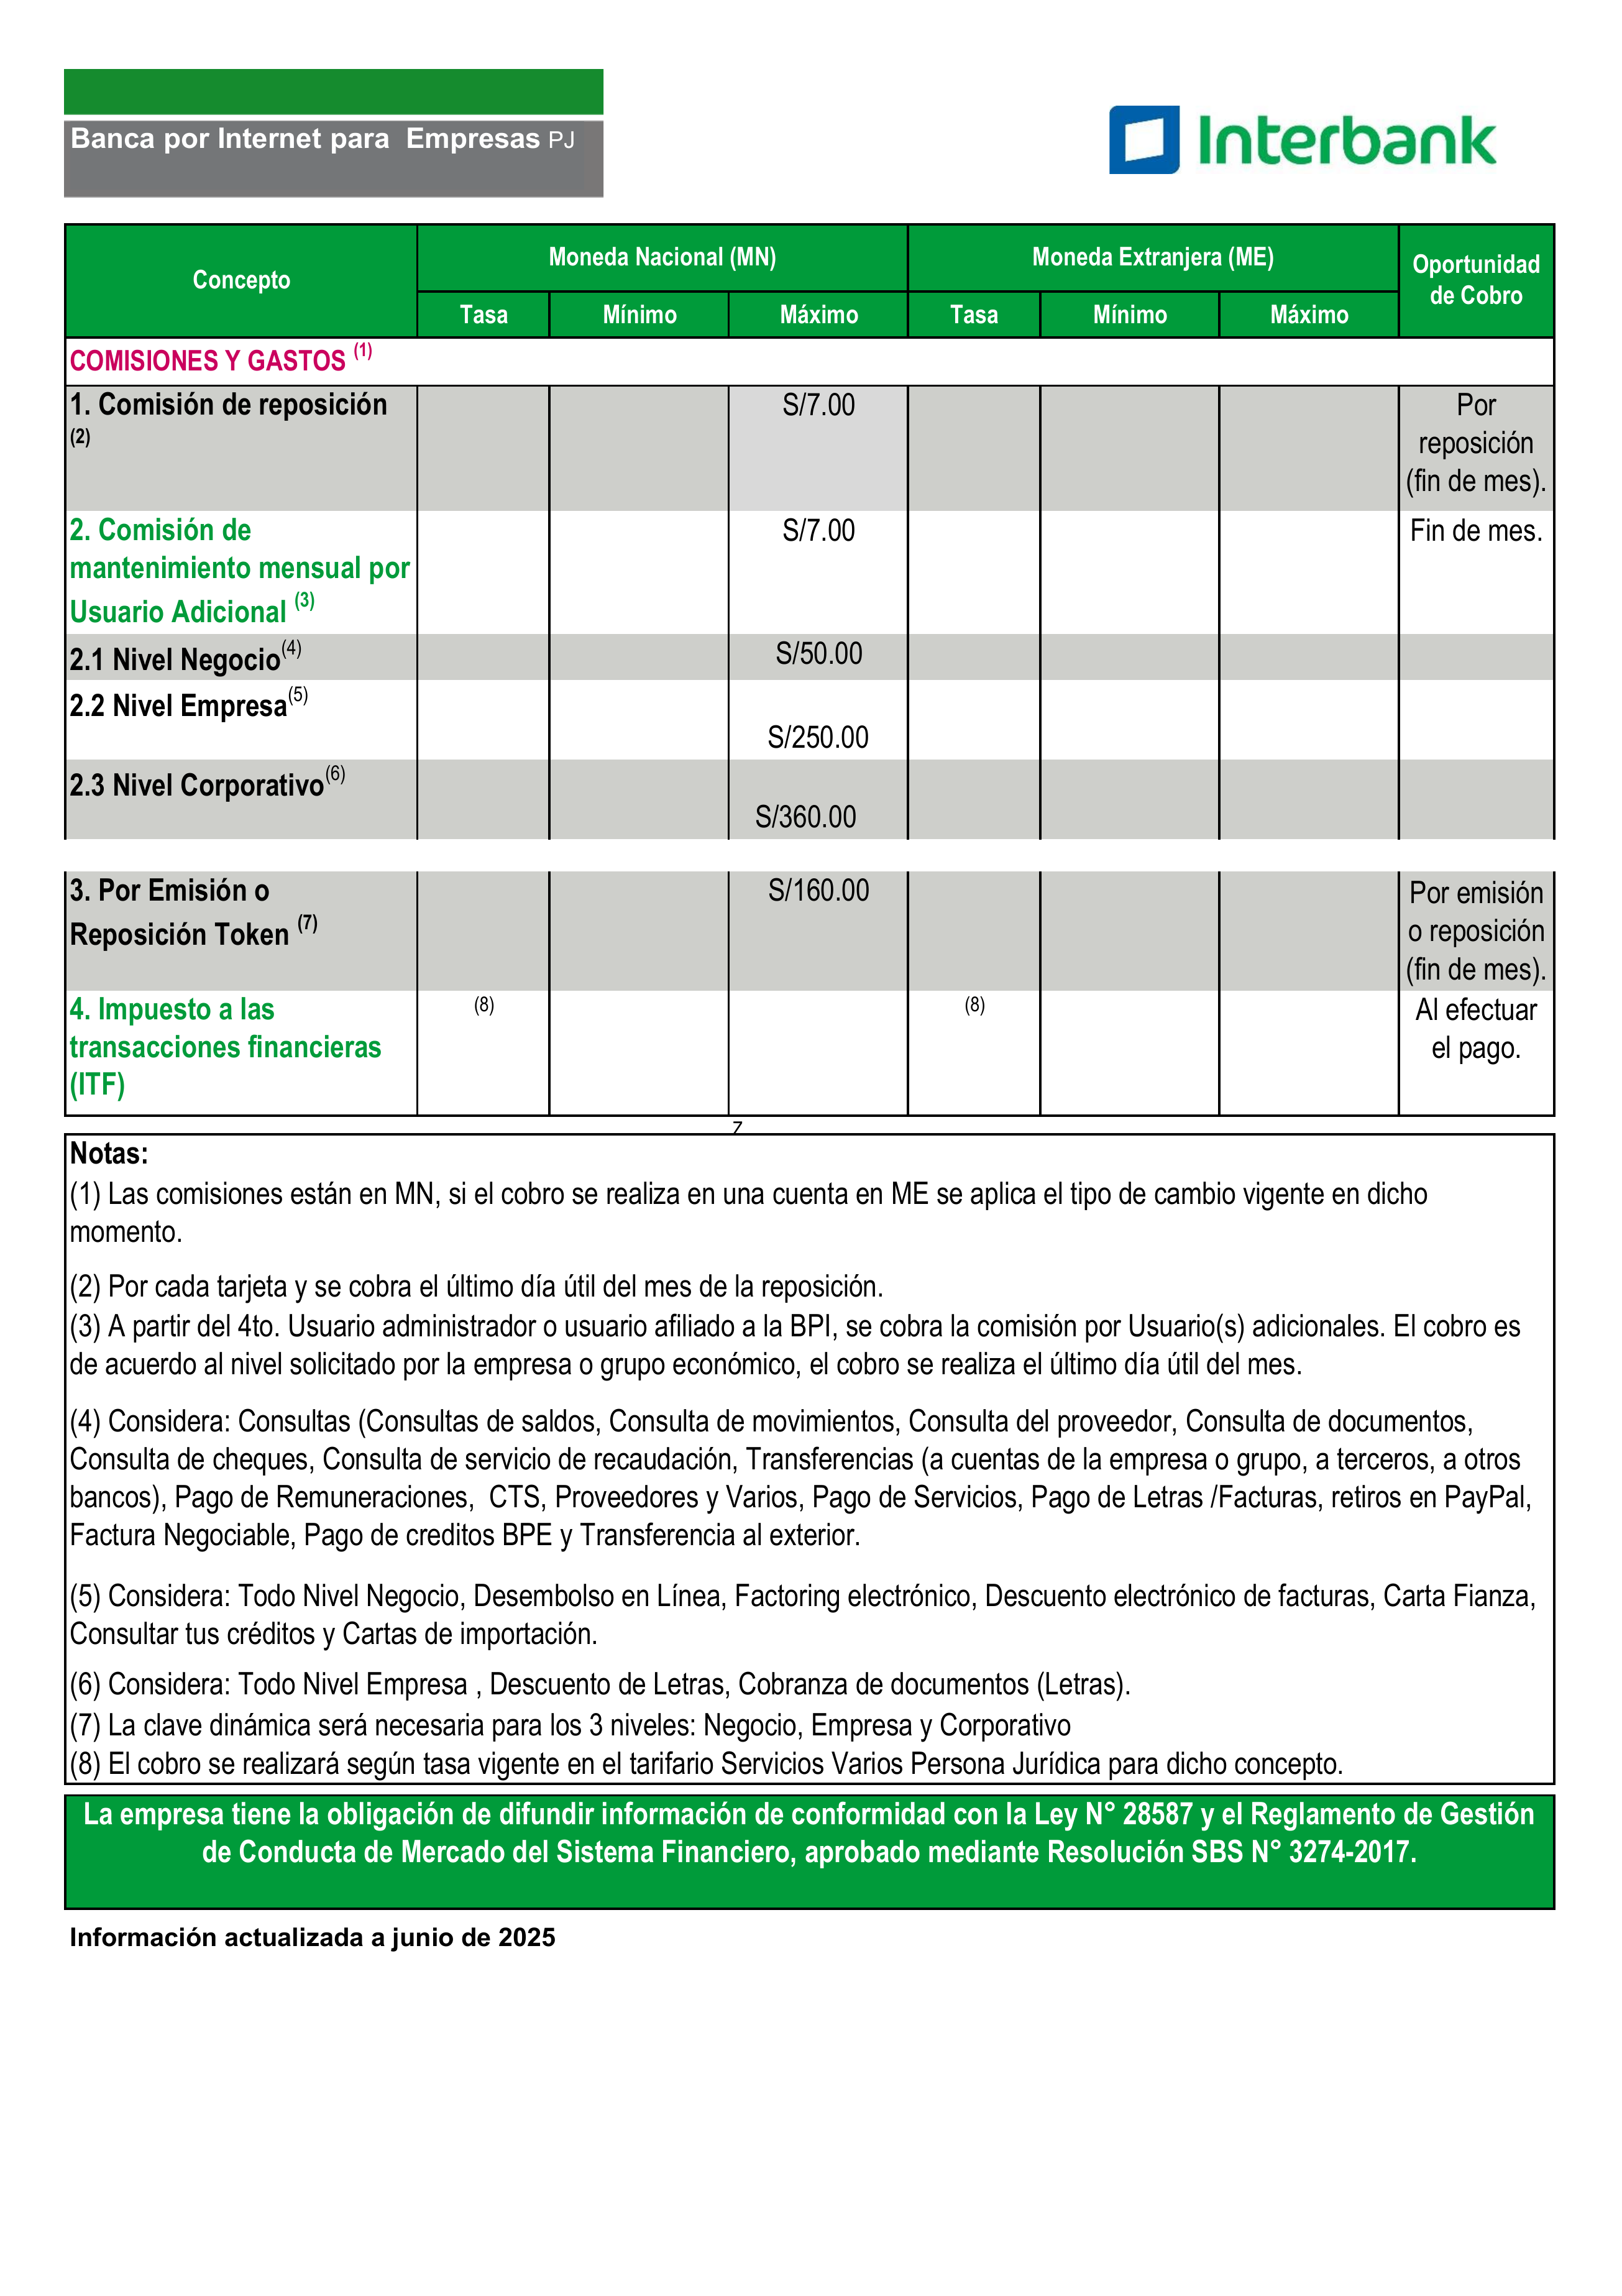 Banca por Internet para  Empresas PJ
Interbank
Concepto
Moneda Nacional (MN)
Moneda Extranjera (ME)
Oportunidad
de Cobro
Tasa
Mínimo
Máximo
Tasa
Mínimo
Máximo
COMISIONES Y GASTOS (1)
1. Comisión de reposición
(2)
S/7.00
Por
reposición
(fin de mes).
2. Comisión de
mantenimiento mensual por
Usuario Adicional (3)
S/7.00
Fin de mes.
2.1 Nivel Negocio(4)
S/50.00
2.2 Nivel Empresa(5)
S/250.00
2.3 Nivel Corporativo(6)
S/360.00
3. Por Emisión o
Reposición Token (7)
S/160.00
Por emisión
o reposición
(fin de mes).
4. Impuesto a las
transacciones financieras
(ITF)
(8)
(8)
Al efectuar
el pago.
Notas:
(1) Las comisiones están en MN, si el cobro se realiza en una cuenta en ME se aplica el tipo de cambio vigente en dicho
momento.
(2) Por cada tarjeta y se cobra el último día útil del mes de la reposición.
(3) A partir del 4to. Usuario administrador o usuario afiliado a la BPI, se cobra la comisión por Usuario(s) adicionales. El cobro es
de acuerdo al nivel solicitado por la empresa o grupo económico, el cobro se realiza el último día útil del mes.
(4) Considera: Consultas (Consultas de saldos, Consulta de movimientos, Consulta del proveedor, Consulta de documentos,
Consulta de cheques, Consulta de servicio de recaudación, Transferencias (a cuentas de la empresa o grupo, a terceros, a otros
bancos), Pago de Remuneraciones,  CTS, Proveedores y Varios, Pago de Servicios, Pago de Letras /Facturas, retiros en PayPal,
Factura Negociable, Pago de creditos BPE y Transferencia al exterior.
(5) Considera: Todo Nivel Negocio, Desembolso en Línea, Factoring electrónico, Descuento electrónico de facturas, Carta Fianza,
Consultar tus créditos y Cartas de importación.
(6) Considera: Todo Nivel Empresa , Descuento de Letras, Cobranza de documentos (Letras).
(7) La clave dinámica será necesaria para los 3 niveles: Negocio, Empresa y Corporativo
(8) El cobro se realizará según tasa vigente en el tarifario Servicios Varios Persona Jurídica para dicho concepto.
La empresa tiene la obligación de difundir información de conformidad con la Ley N° 28587 y el Reglamento de Gestión
de Conducta de Mercado del Sistema Financiero, aprobado mediante Resolución SBS N° 3274-2017.
Información actualizada a junio de 2025